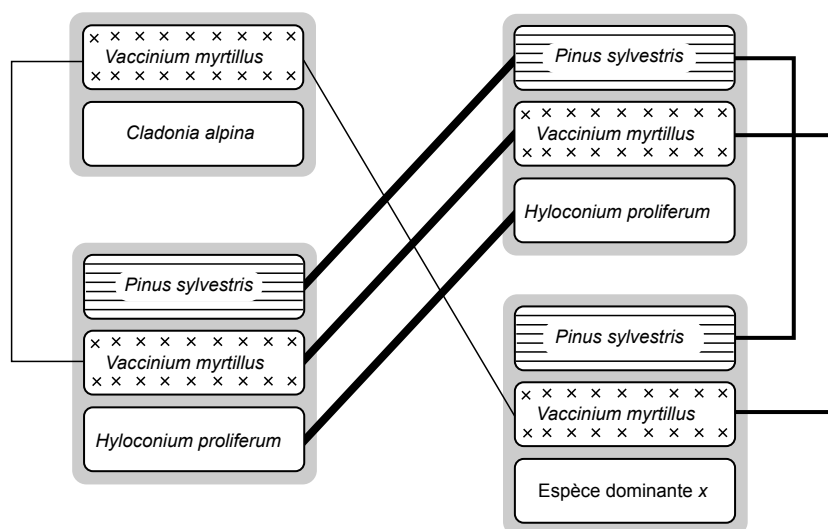 Vaccinium myrtillus
Cladonia alpina
Pinus sylvestris
Vaccinium myrtillus
Hyloconium proliferum
Pinus sylvestris
Vaccinium myrtillus
Hyloconium proliferum
Pinus sylvestris
Vaccinium myrtillus
Espèce dominante x